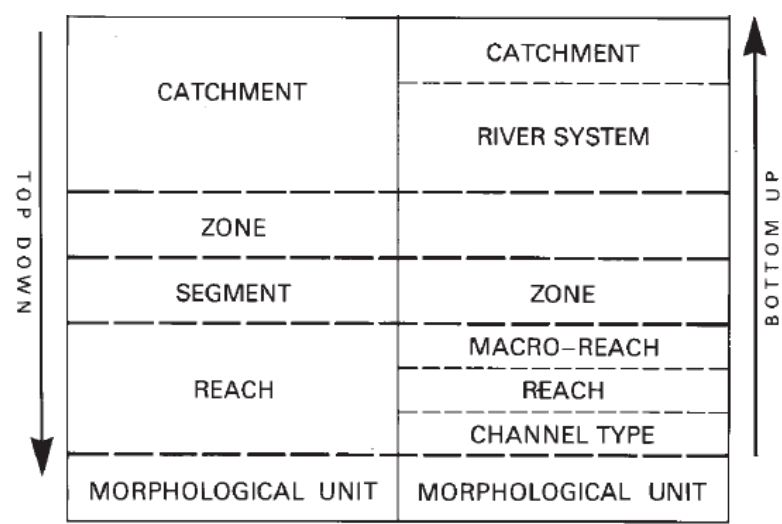 TOP DOWN
CATCHMENT
ZONE
SEGMENT
REACH
MORPHOLOGICAL UNIT
CATCHMENT
RIVER SYSTEM
ZONE
MACRO-REACH
REACH
CHANNEL TYPE
MORPHOLOGICAL UNIT
BOTTOM UP